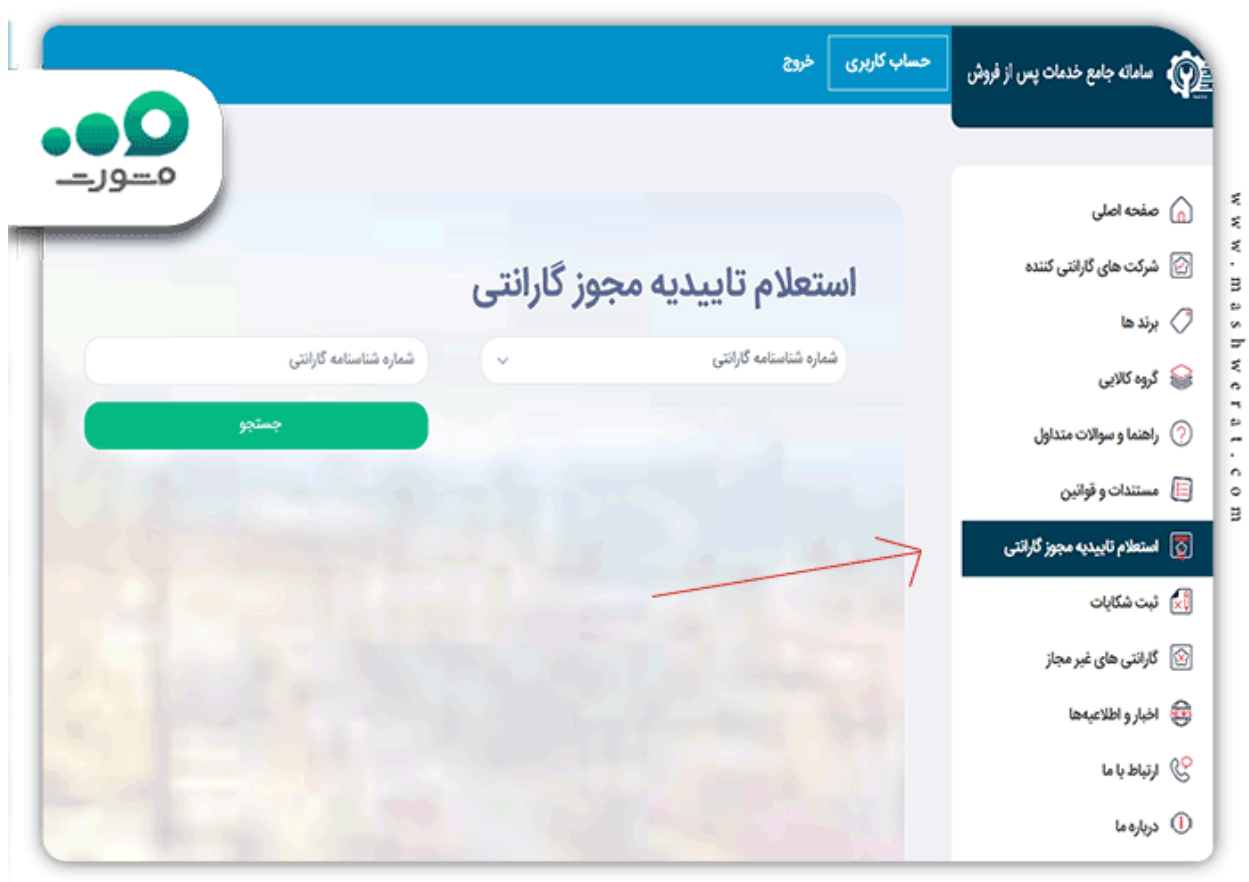 سامانه جامع خدمات پس از فروش
حساب کاربری
خروج
مشورت
صفحه اصلی
شرکت های گارانتی کننده
برند ها
گروه کالایی
راهنما و سوالات متداول
مستندات و قوانین
استعلام تاییدیه مجوز گارانتی
ثبت شکایات
گارانتی های غیر مجاز
اخبار و اطلاعیه‌ها
ارتباط با ما
درباره ما
استعلام تاییدیه مجوز گارانتی
شماره شناسنامه گارانتی
شماره شناسنامه گارانتی
جستجو
www.mashwerat.com